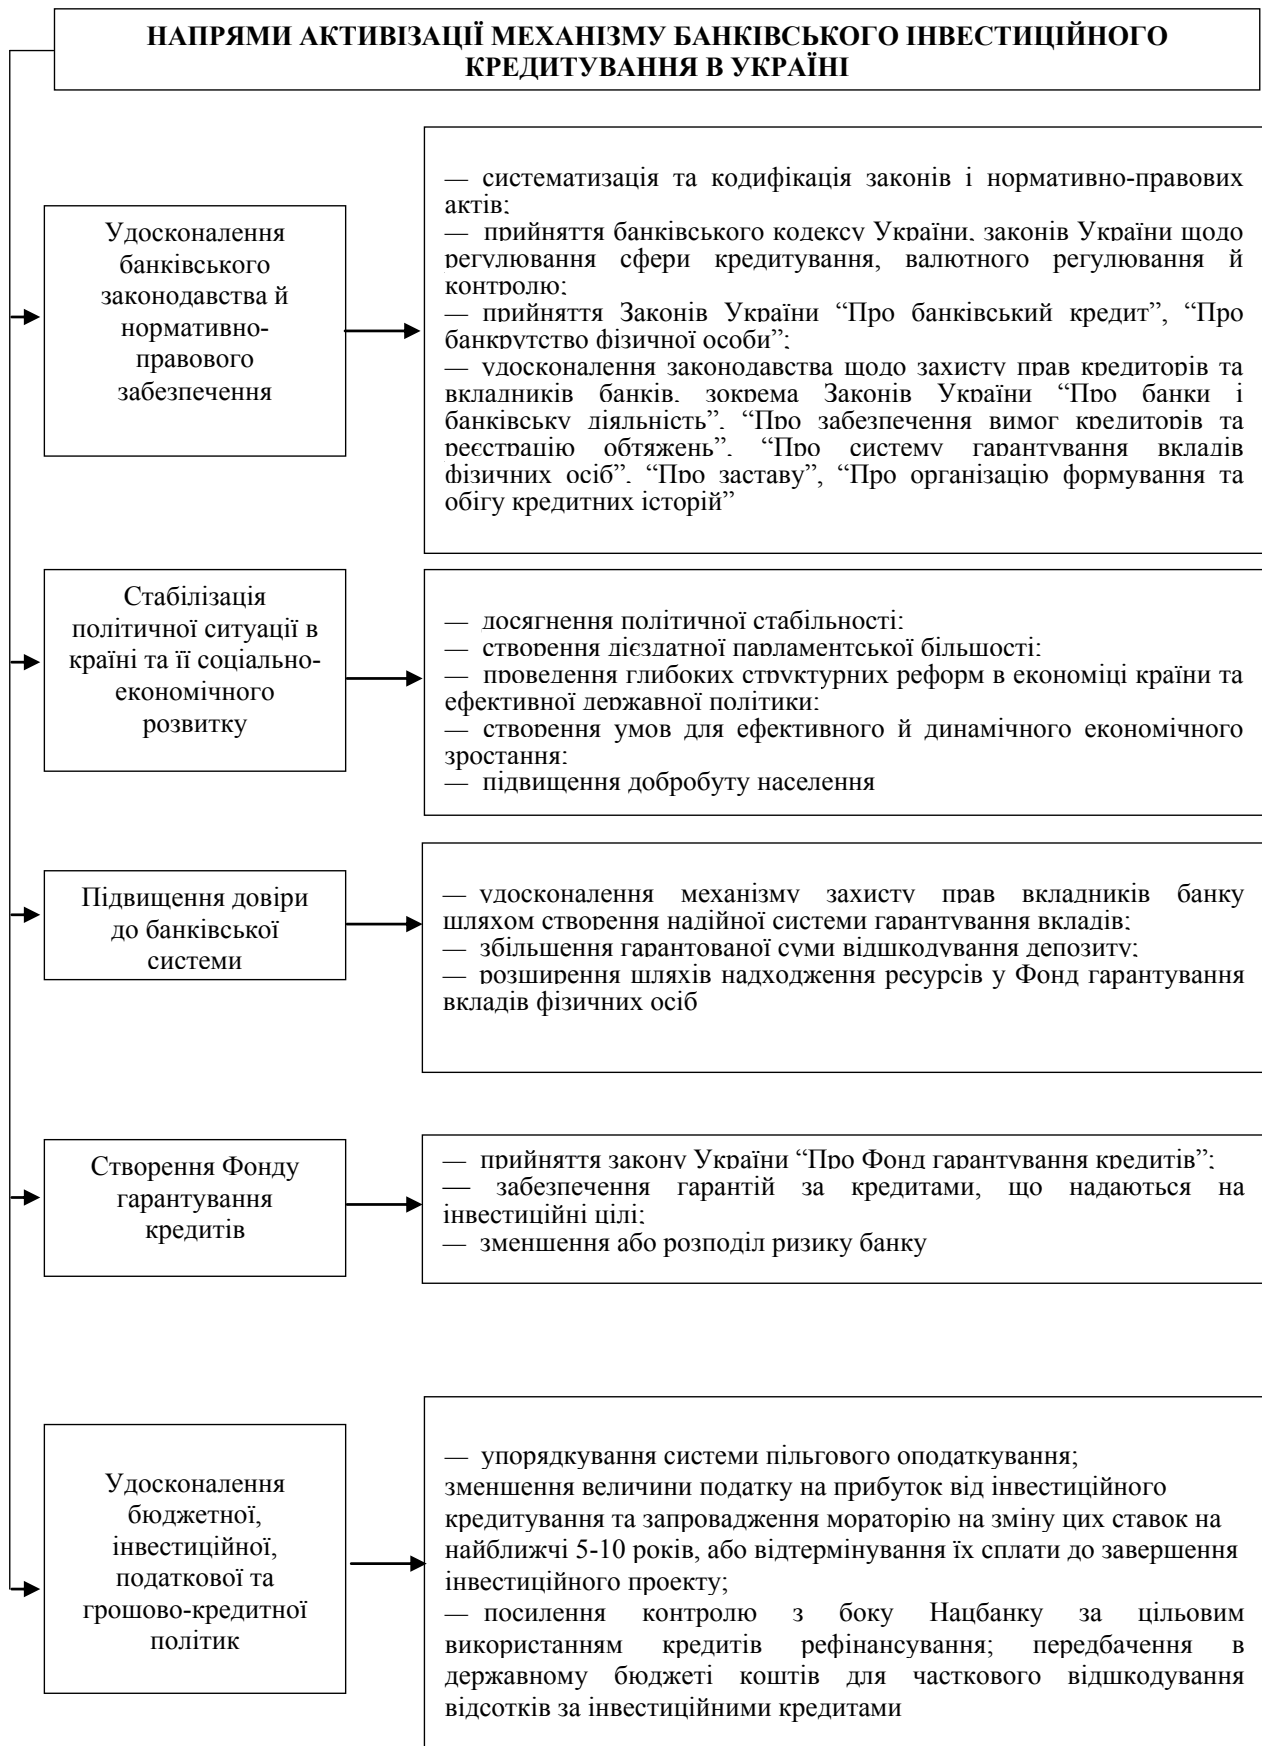 НАПРЯМИ АКТИВІЗАЦІЇ МЕХАНІЗМУ БАНКІВСЬКОГО ІНВЕСТИЦІЙНОГО
КРЕДИТУВАННЯ В УКРАЇНІ
Удосконалення
банківського
законодавства й
нормативно-
правового
забезпечення
— систематизація та кодифікація законів і нормативно-правових
актів;
— прийняття банківського кодексу України, законів України щодо
регулювання сфери кредитування, валютного регулювання й
контролю;
— прийняття Законів України “Про банківський кредит”, “Про
банкрутство фізичної особи”;
— удосконалення законодавства щодо захисту прав кредиторів та
вкладників банків, зокрема Законів України “Про банки і
банківську діяльність”, “Про забезпечення вимог кредиторів та
реєстрацію обтяжень”, “Про систему гарантування вкладів
фізичних осіб”, “Про заставу”, “Про організацію формування та
обігу кредитних історій”
Стабілізація
політичної ситуації в
країні та її соціально-
економічного
розвитку
— досягнення політичної стабільності;
— створення дієздатної парламентської більшості;
— проведення глибоких структурних реформ в економіці країни та
ефективної державної політики;
— створення умов для ефективного й динамічного економічного
зростання;
— підвищення добробуту населення
Підвищення довіри
до банківської
системи
— удосконалення механізму захисту прав вкладників банку
шляхом створення надійної системи гарантування вкладів;
— збільшення гарантованої суми відшкодування депозиту;
— розширення шляхів надходження ресурсів у Фонд гарантування
вкладів фізичних осіб
Створення Фонду
гарантування
кредитів
— прийняття закону України “Про Фонд гарантування кредитів”;
— забезпечення гарантій за кредитами, що надаються на
інвестиційні цілі;
— зменшення або розподіл ризику банку
Удосконалення
бюджетної,
інвестиційної,
податкової та
грошово-кредитної
політик
— упорядкування системи пільгового оподаткування;
зменшення величини податку на прибуток від інвестиційного
кредитування та запровадження мораторію на зміну цих ставок на
найближчі 5-10 років, або відтермінування їх сплати до завершення
інвестиційного проекту;
— посилення контролю з боку Нацбанку за цільовим
використанням кредитів рефінансування; передбачення в
державному бюджеті коштів для часткового відшкодування
відсотків за інвестиційними кредитами